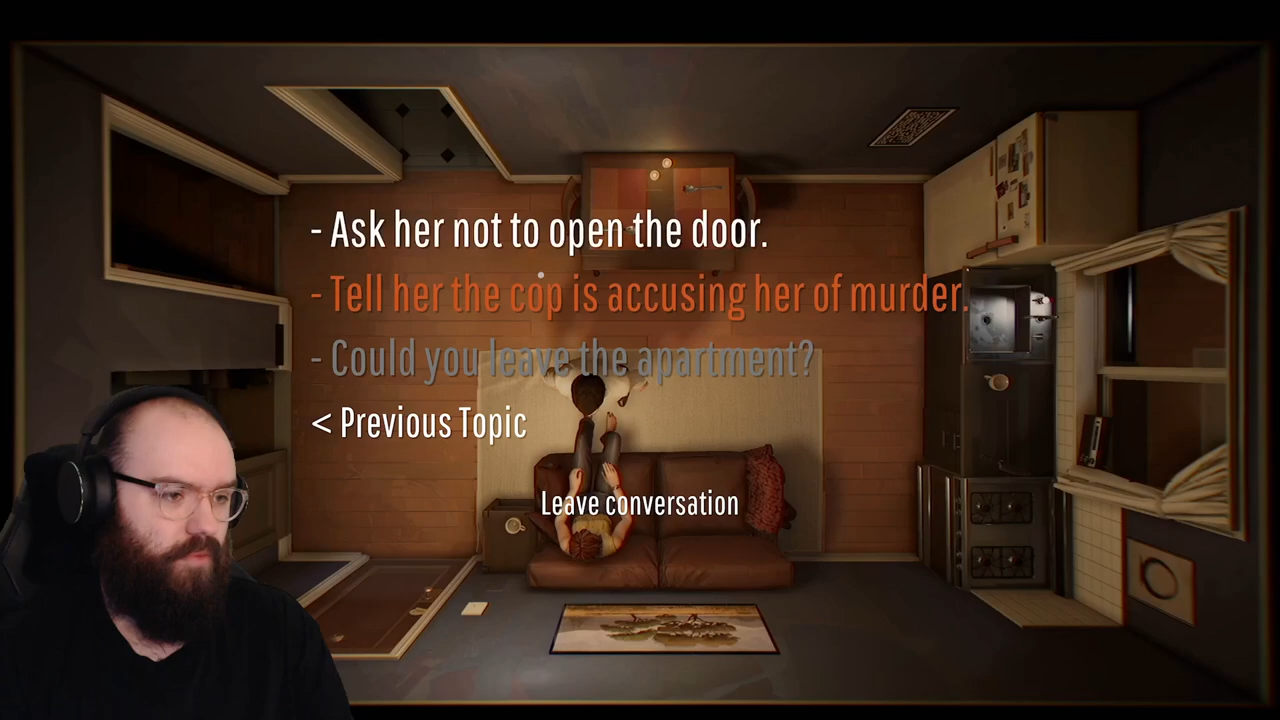 - Ask her not to open the door.
- Tell her the cop is accusing her of murder.
- Could you leave the apartment?
< Previous Topic
Leave conversation